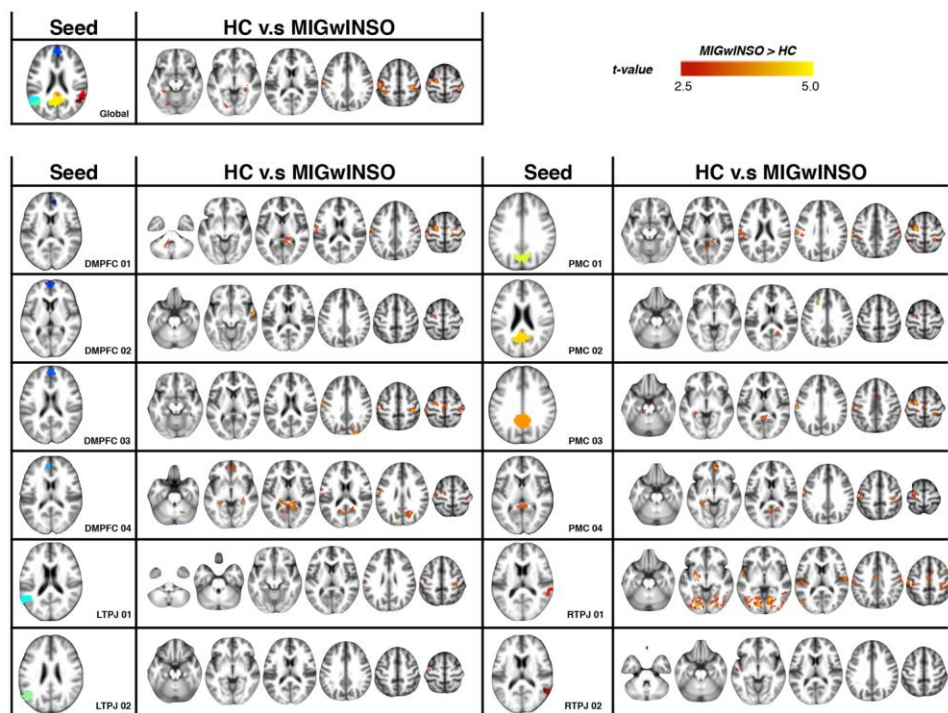 Seed HC v.s MIGwINSO
Global
MIGwINSO > HC
t-value
2.5 5.0
Seed HC v.s MIGwINSO Seed HC v.s MIGwINSO
DMPFC 01 PMC 01
DMPFC 02 PMC 02
DMPFC 03 PMC 03
DMPFC 04 PMC 04
LTPJ 01 RTPJ 01
LTPJ 02 RTPJ 02